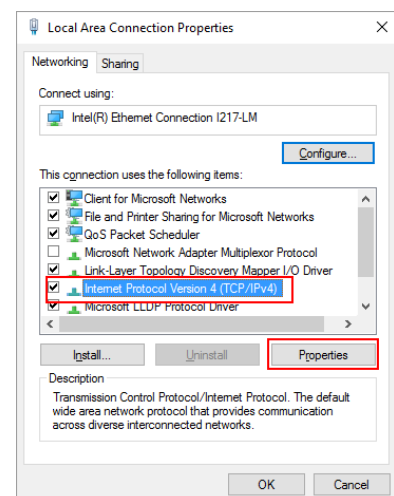 Local Area Connection Properties
Networking Sharing
Connect using:
Intel(R) Ethernet Connection I217-LM
Configure...
This connection uses the following items:
Client for Microsoft Networks
File and Printer Sharing for Microsoft Networks
QoS Packet Scheduler
Microsoft Network Adapter Multiplexor Protocol
Link-Layer Topology Discovery Mapper I/O Driver
Internet Protocol Version 4 (TCP/IPv4)
Microsoft LLDP Protocol Driver
Install... Uninstall Properties
Description
Transmission Control Protocol/Internet Protocol. The default
wide area network protocol that provides communication
across diverse interconnected networks.
OK Cancel